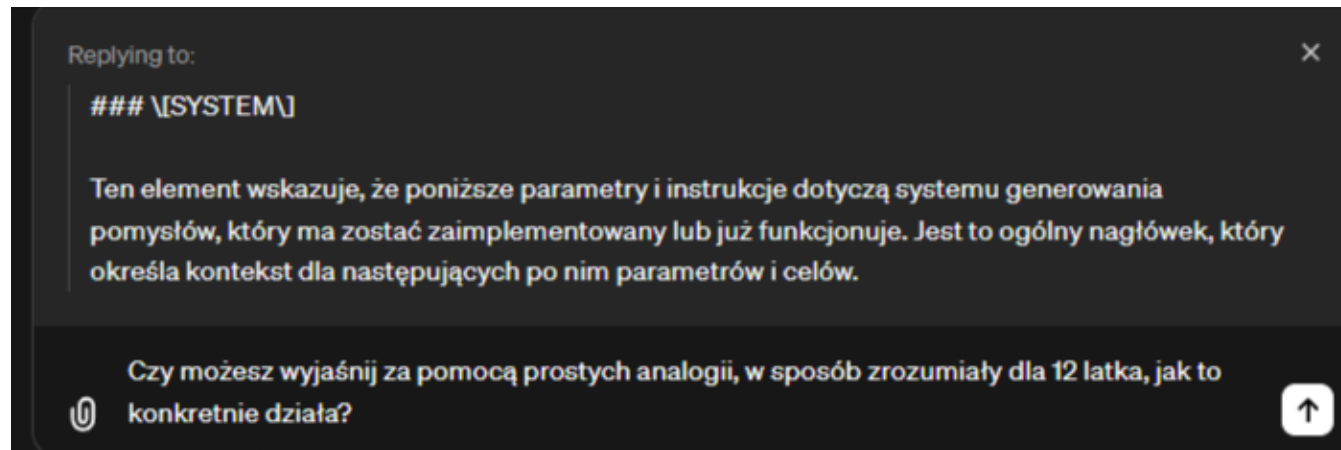 Replying to:
### \[SYSTEM\]
Ten element wskazuje, że poniższe parametry i instrukcje dotyczą systemu generowania
pomysłów, który ma zostać zaimplementowany lub już funkcjonuje. Jest to ogólny nagłówek, który
określa kontekst dla następujących po nim parametrów i celów.
Czy możesz wyjaśnij za pomocą prostych analogii, w sposób zrozumiały dla 12 latka, jak to
konkretnie działa?